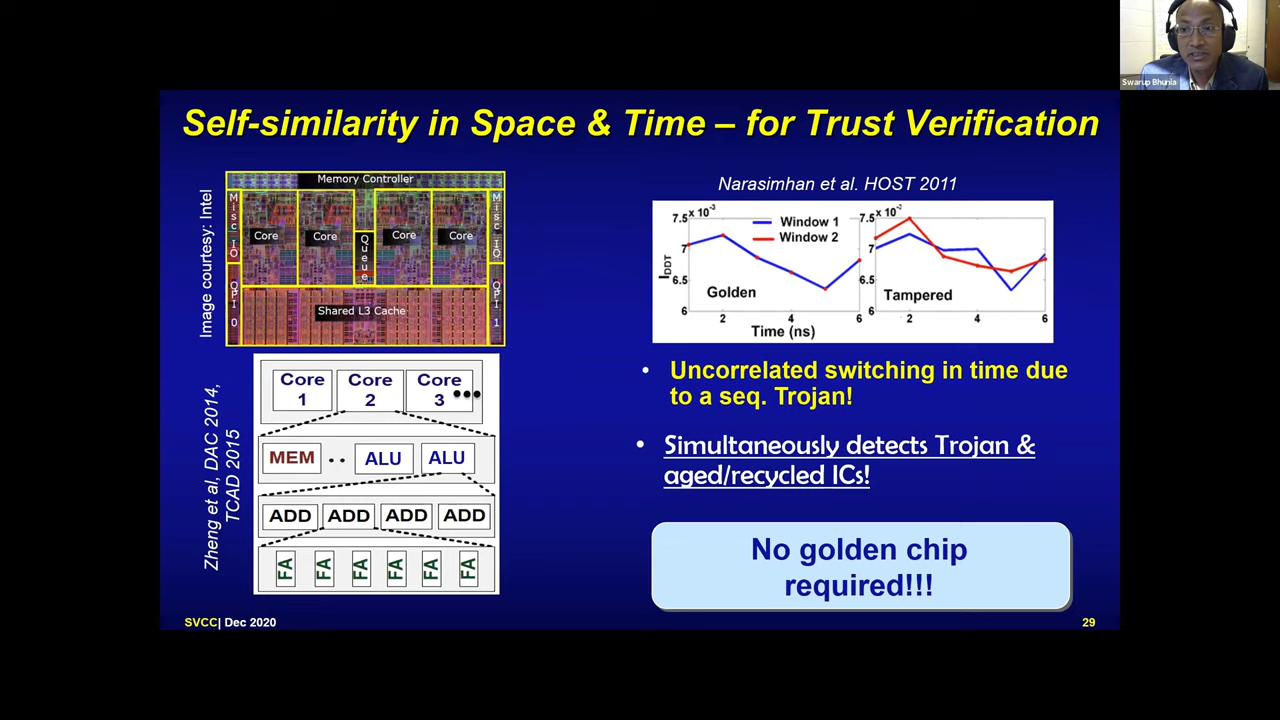 Swarup Bhunia
Self-similarity in Space & Time – for Trust Verification
Image courtesy: Intel
Memory Controller
Misc IO
Core
Core
Queue
Core
Core
Misc IO
QPI 0
Shared L3 Cache
QPI 1
Zheng et al, DAC 2014,
TCAD 2015
Core 1
Core 2
Core 3 •••
MEM
··
ALU
ALU
ADD
ADD
ADD
ADD
FA
FA
FA
FA
FA
FA
Narasimhan et al. HOST 2011
7.5 x 10⁻³
7
6.5
6
IDDT
Window 1
Window 2
Golden
2
4
6
Time (ns)
7.5 x 10⁻³
7
6.5
6
Tampered
2
4
6
• Uncorrelated switching in time due
to a seq. Trojan!
• Simultaneously detects Trojan &
aged/recycled ICs!
No golden chip
required!!!
SVCC| Dec 2020
29